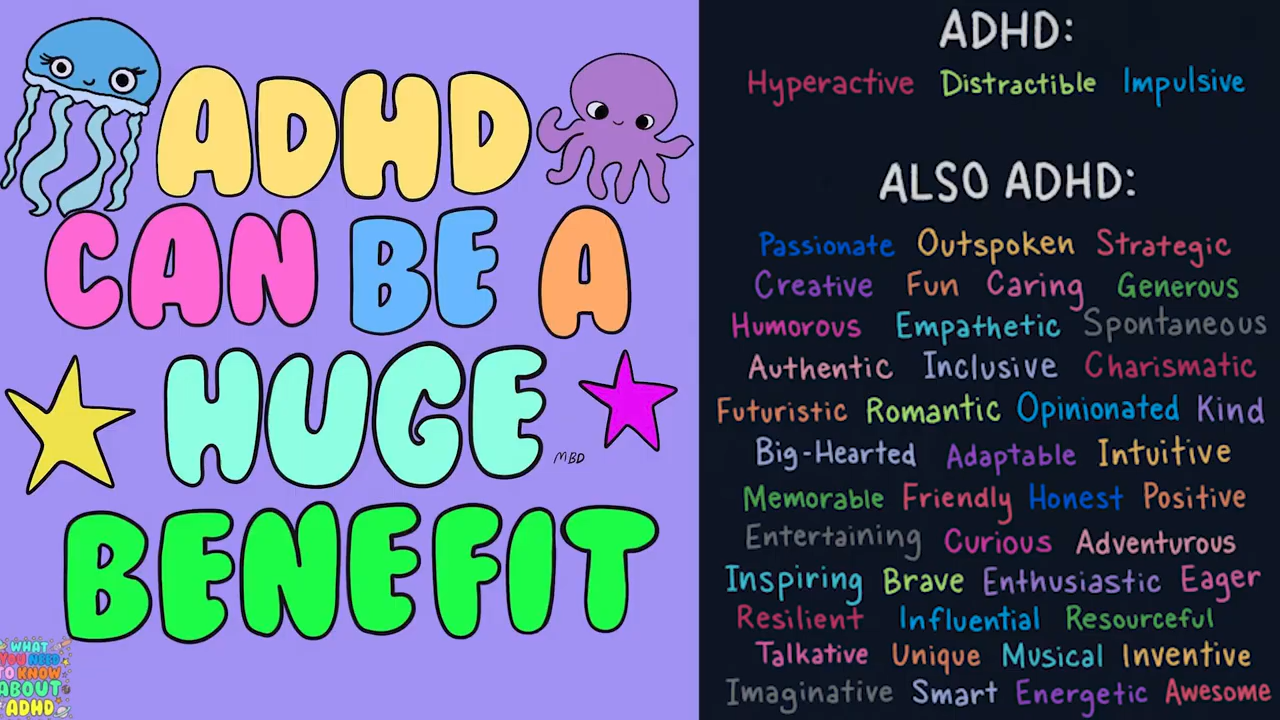 ADHD
CAN BE A
HUGE
MBD
BENEFIT
WHAT
YOU NEED
TO KNOW
ABOUT
ADHD
ADHD:
Hyperactive Distractible Impulsive
ALSO ADHD:
Passionate Outspoken Strategic
Creative Fun Caring Generous
Humorous Empathetic Spontaneous
Authentic Inclusive Charismatic
Futuristic Romantic Opinionated Kind
Big-Hearted Adaptable Intuitive
Memorable Friendly Honest Positive
Entertaining Curious Adventurous
Inspiring Brave Enthusiastic Eager
Resilient Influential Resourceful
Talkative Unique Musical Inventive
Imaginative Smart Energetic Awesome